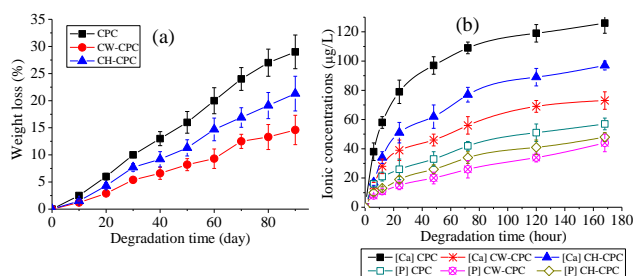 (a)
CPC
CW-CPC
CH-CPC
Weight loss (%)
35
30
25
20
15
10
5
0
0 20 40 60 80
Degradation time (day)
(b)
Ionic concentrations (μg/L)
120
100
80
60
40
20
0
0 20 40 60 80 100 120 140 160 180
Degradation time (hour)
[Ca] CPC [Ca] CW-CPC [Ca] CH-CPC
[P] CPC [P] CW-CPC [P] CH-CPC